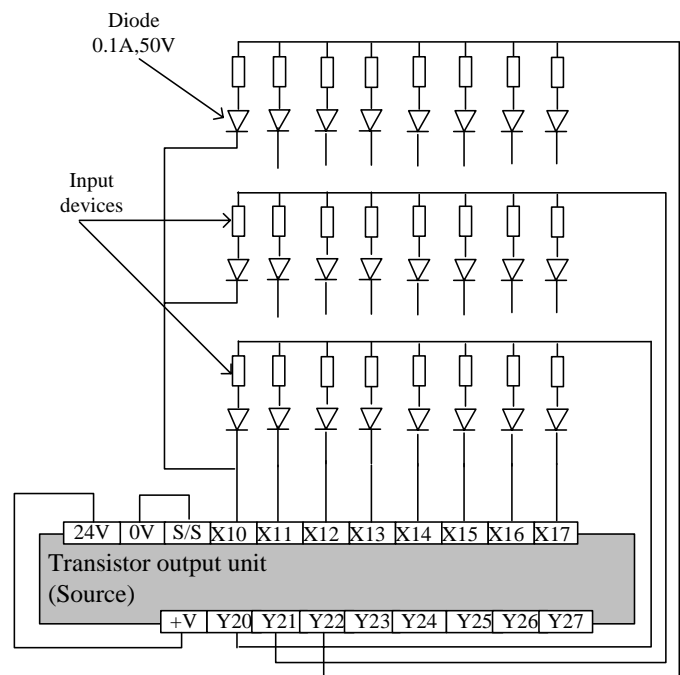 Diode
0.1A,50V
Input
devices
24V 0V S/S X10 X11 X12 X13 X14 X15 X16 X17
Transistor output unit
(Source)
+V Y20 Y21 Y22 Y23 Y24 Y25 Y26 Y27